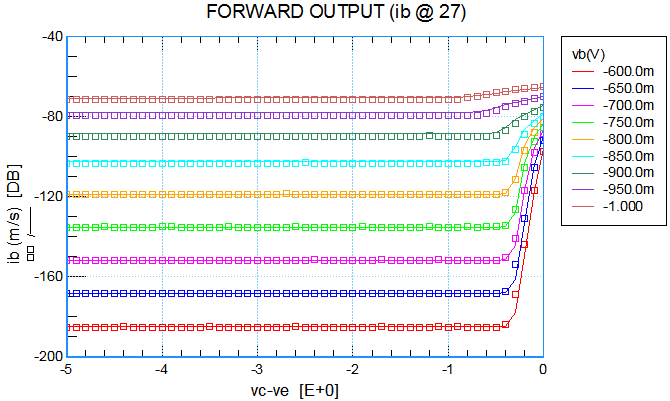 FORWARD OUTPUT (ib @ 27)
-40
-80
-120
-160
-200
ib (m/s) [DB]
-5
-4
-3
-2
-1
0
vc-ve [E+0]
vb(V)
-600.0m
-650.0m
-700.0m
-750.0m
-800.0m
-850.0m
-900.0m
-950.0m
-1.000